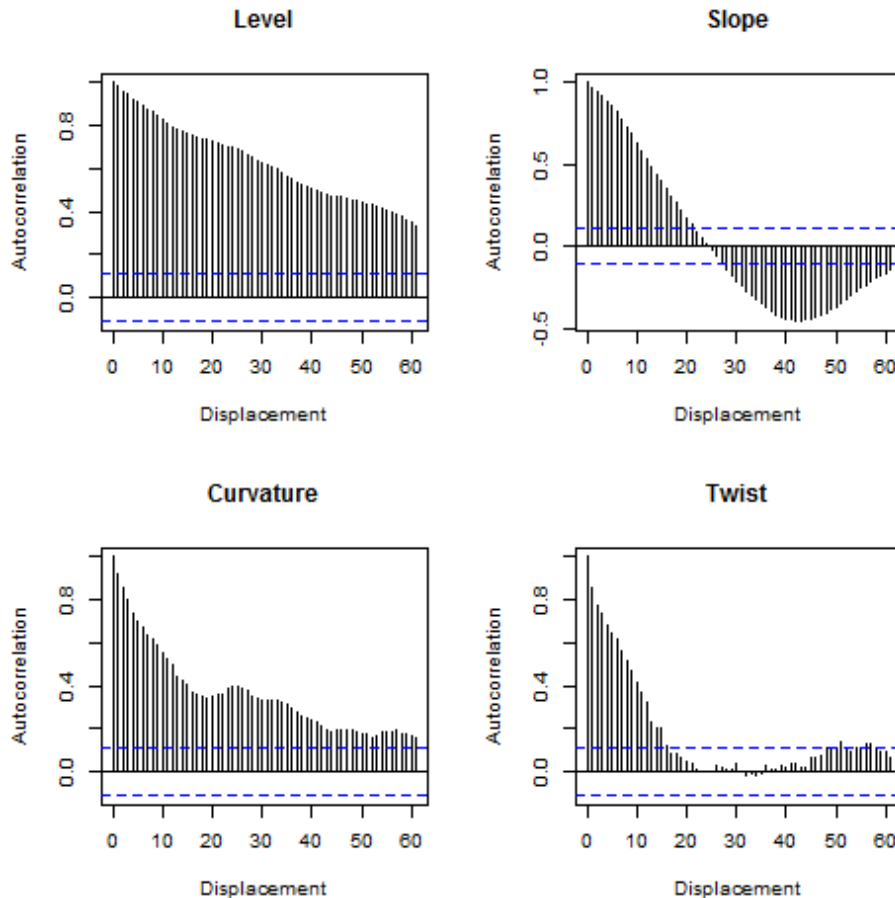 Level
Autocorrelation
0.0 0.4 0.8
0 10 20 30 40 50 60
Displacement
Slope
Autocorrelation
-0.5 0.0 0.5 1.0
0 10 20 30 40 50 60
Displacement
Curvature
Autocorrelation
0.0 0.4 0.8
0 10 20 30 40 50 60
Displacement
Twist
Autocorrelation
0.0 0.4 0.8
0 10 20 30 40 50 60
Displacement